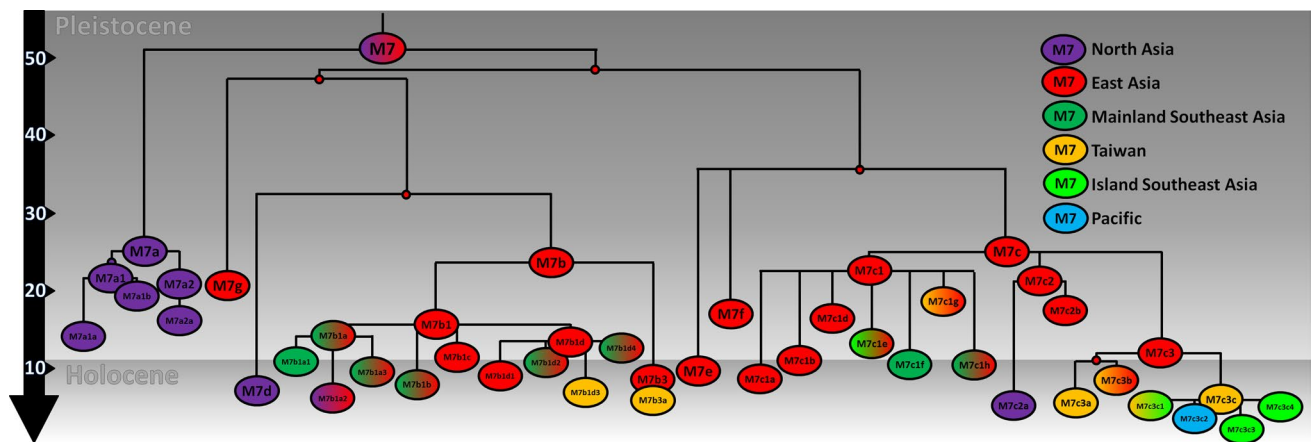 Pleistocene
50
40
30
20
10
Holocene
M7
M7 North Asia
M7 East Asia
M7 Mainland Southeast Asia
M7 Taiwan
M7 Island Southeast Asia
M7 Pacific
M7a
M7a1
M7a1b
M7a2
M7a2a
M7a1a
M7g
M7d
M7b
M7b1
M7b1a
M7b1a1
M7b1a2
M7b1a3
M7b1b
M7b1c
M7b1d
M7b1d1
M7b1d2
M7b1d3
M7b1d4
M7b3
M7b3a
M7e
M7f
M7c
M7c1
M7c1a
M7c1b
M7c1d
M7c1e
M7c1f
M7c1g
M7c1h
M7c2
M7c2a
M7c2b
M7c3
M7c3a
M7c3b
M7c3c
M7c3c1
M7c3c2
M7c3c3
M7c3c4